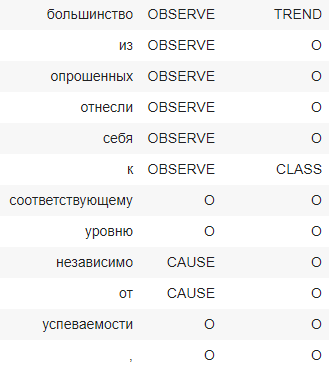 большинство OBSERVE TREND
из OBSERVE O
опрошенных OBSERVE O
отнесли OBSERVE O
себя OBSERVE O
к OBSERVE CLASS
соответствующему O O
уровню O O
независимо CAUSE O
от CAUSE O
успеваемости O O
, O O